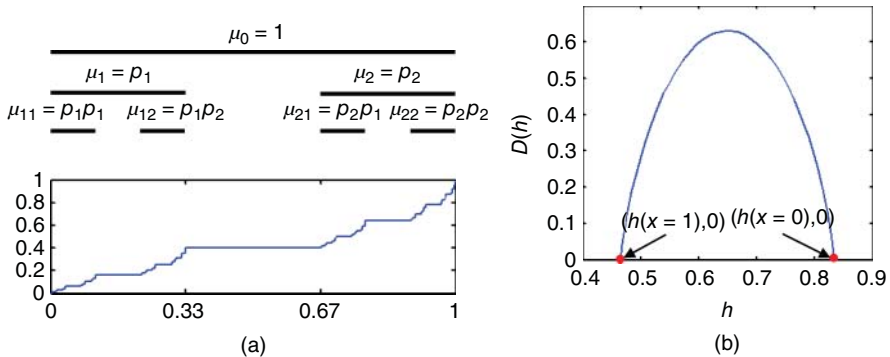 μ0 = 1
μ1 = p1
μ2 = p2
μ11 = p1p1
μ12 = p1p2
μ21 = p2p1
μ22 = p2p2
1
0.8
0.6
0.4
0.2
0
0
0.33
0.67
1
(a)
(b)
D(h)
0.6
0.5
0.4
0.3
0.2
0.1
0
(h(x = 1),0)
(h(x = 0),0)
0.4
0.5
0.6
0.7
0.8
0.9
h
(b)